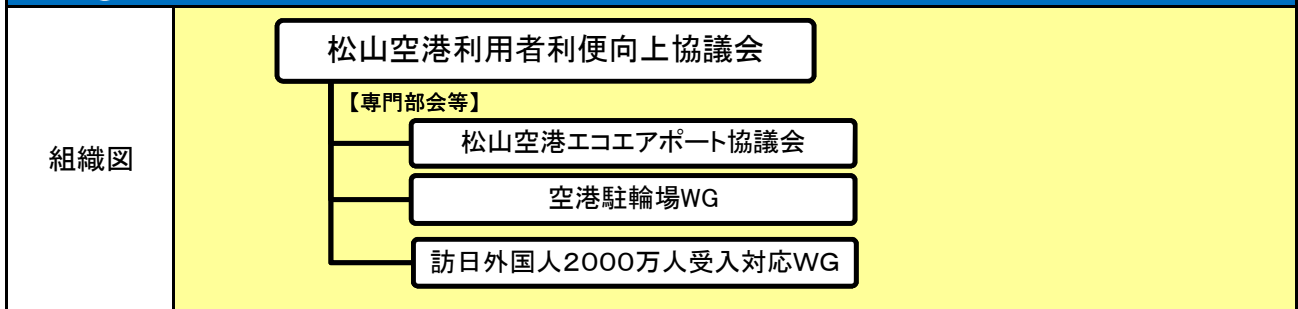 組織図
松山空港利用者利便向上協議会
【専門部会等】
松山空港エコエアポート協議会
空港駐輪場WG
訪日外国人2000万人受入対応WG